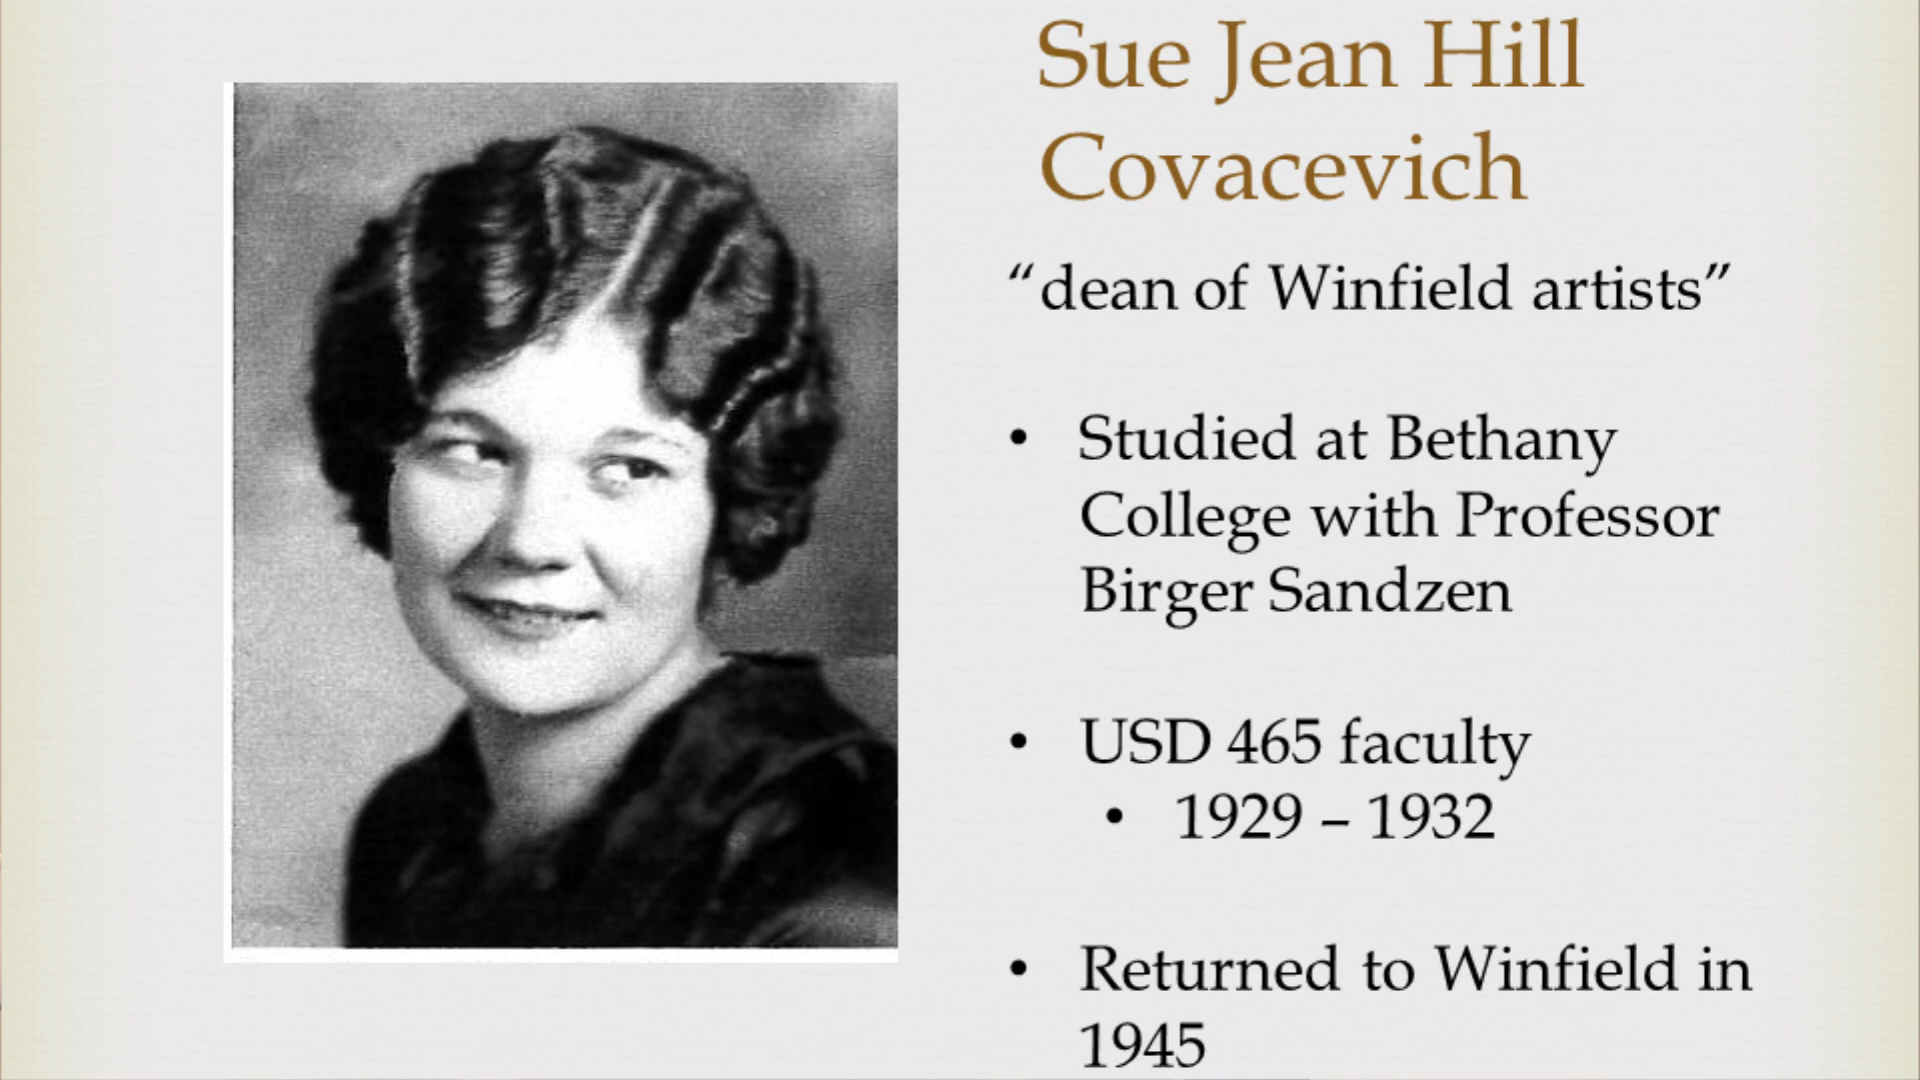 Sue Jean Hill
Covacevich
“dean of Winfield artists”
• Studied at Bethany
College with Professor
Birger Sandzen
• USD 465 faculty
• 1929 – 1932
• Returned to Winfield in
1945